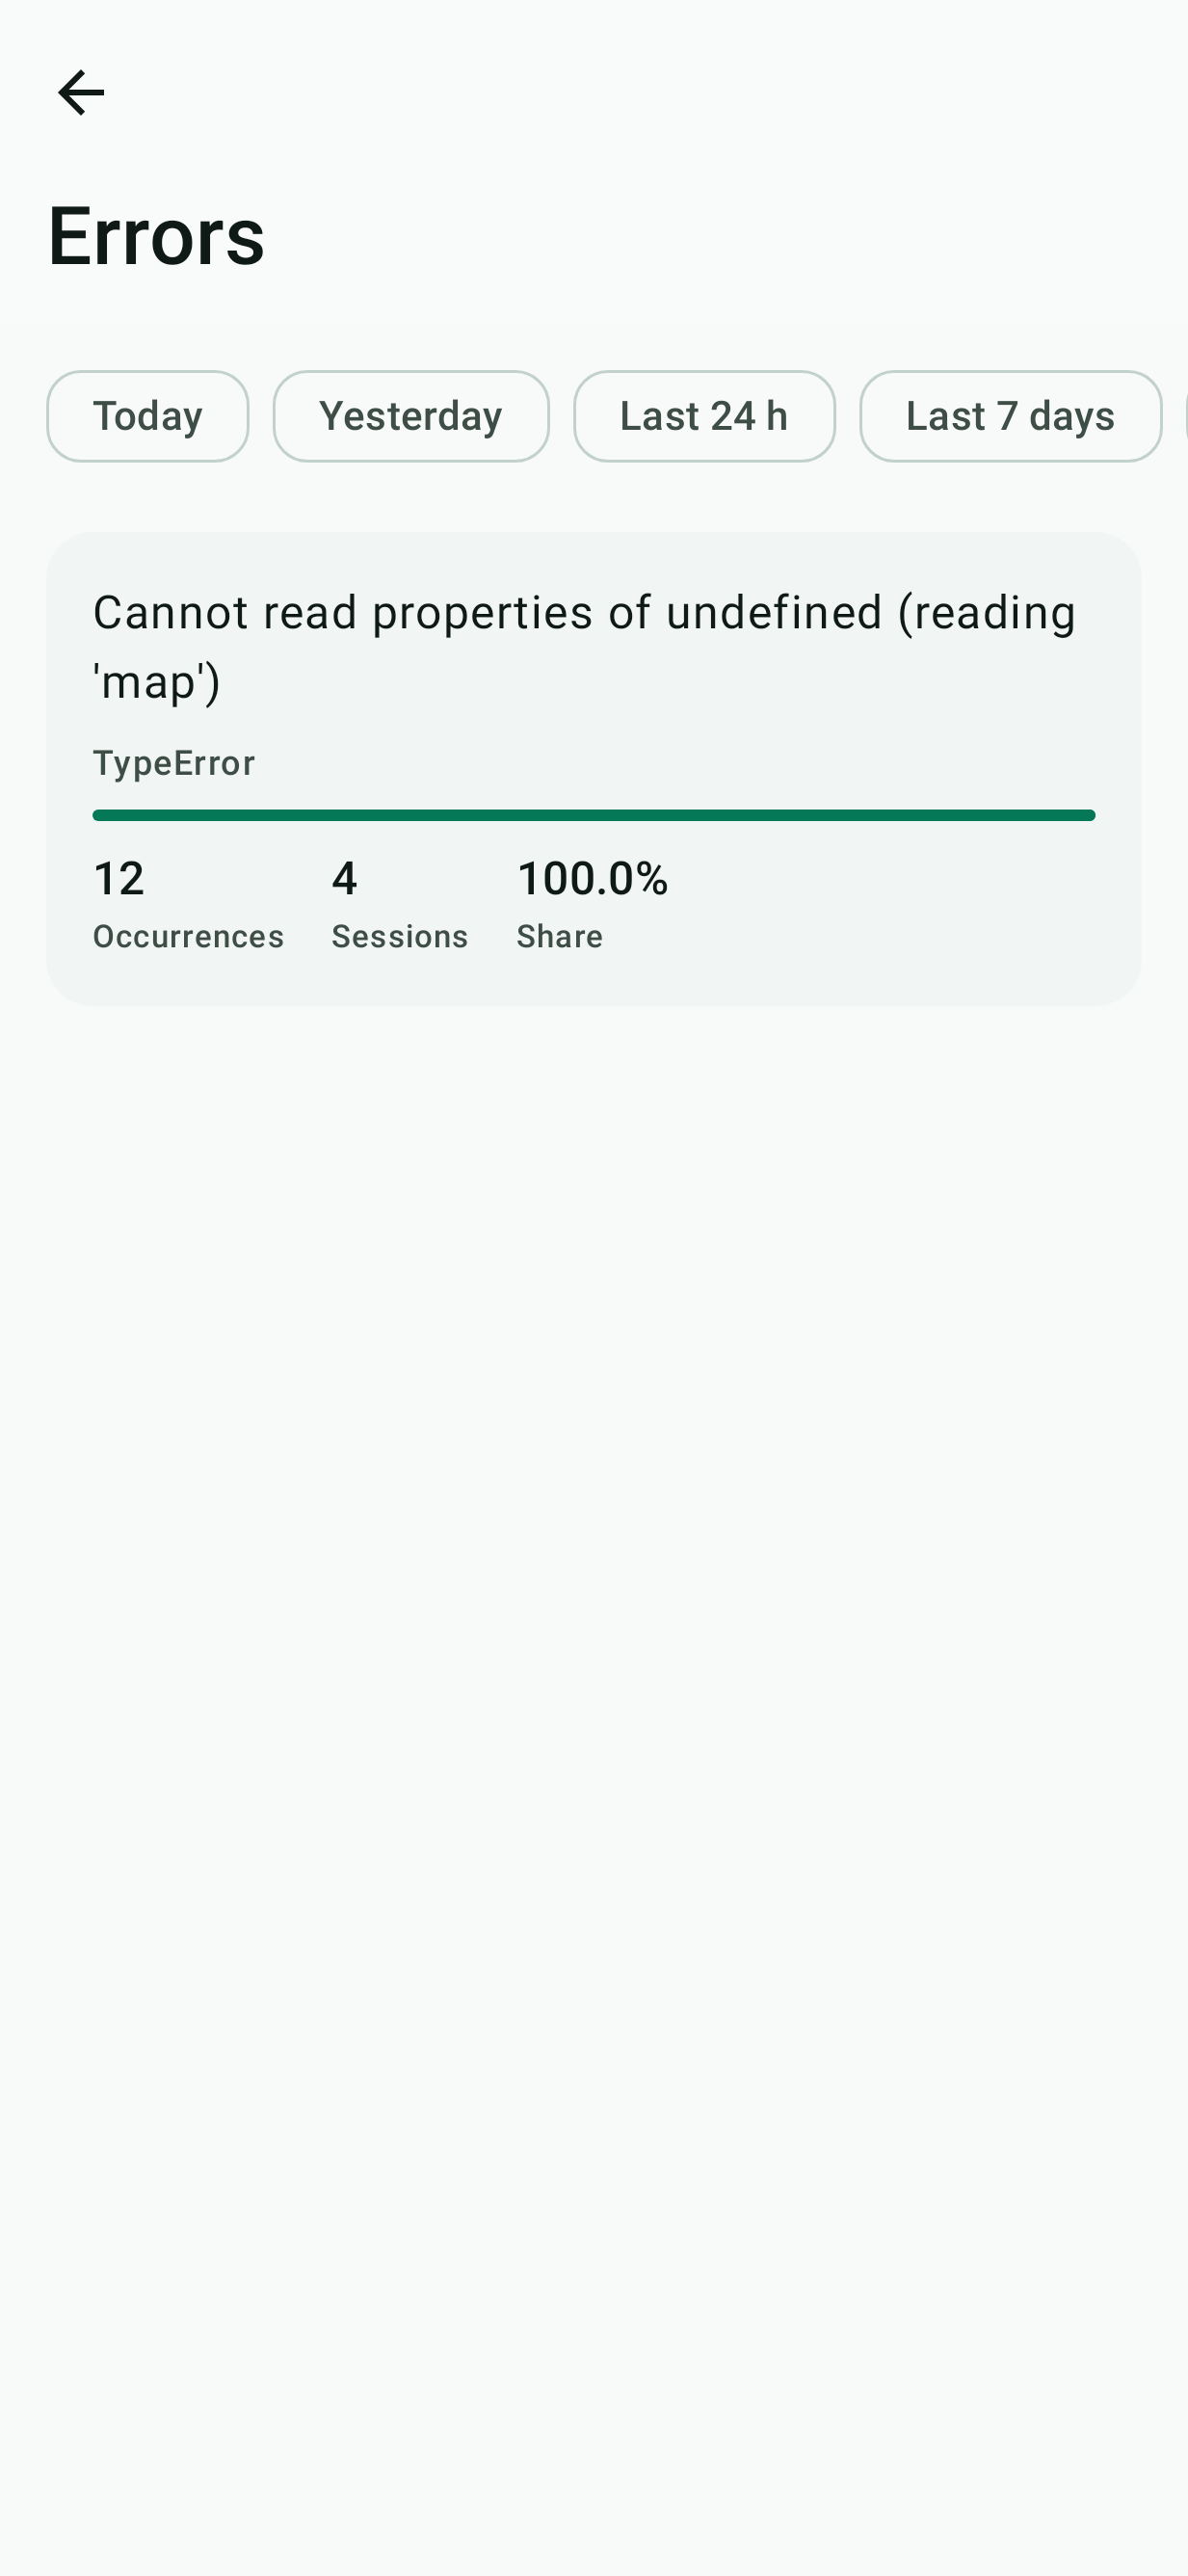 Errors
Today Yesterday Last 24 h Last 7 days
Cannot read properties of undefined (reading
'map')
TypeError
12 4 100.0%
Occurrences Sessions Share